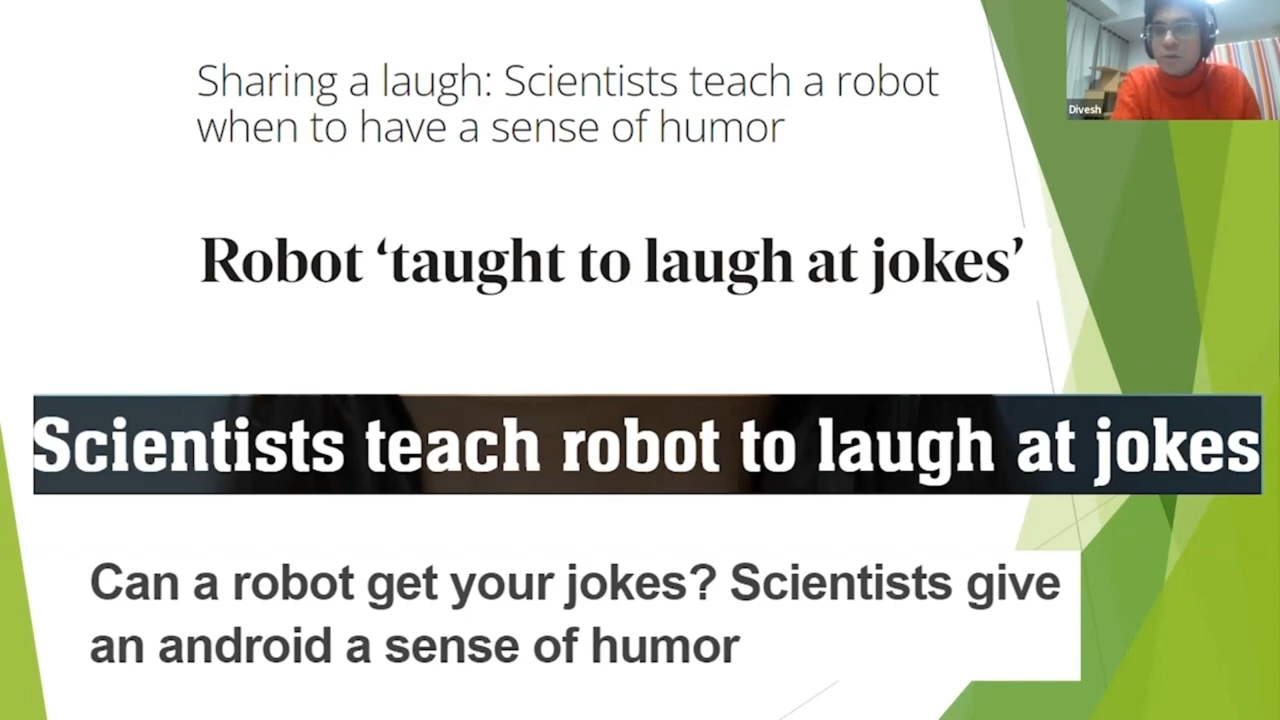 Sharing a laugh: Scientists teach a robot
when to have a sense of humor
Divesh
Robot ‘taught to laugh at jokes’
Scientists teach robot to laugh at jokes
Can a robot get your jokes? Scientists give
an android a sense of humor